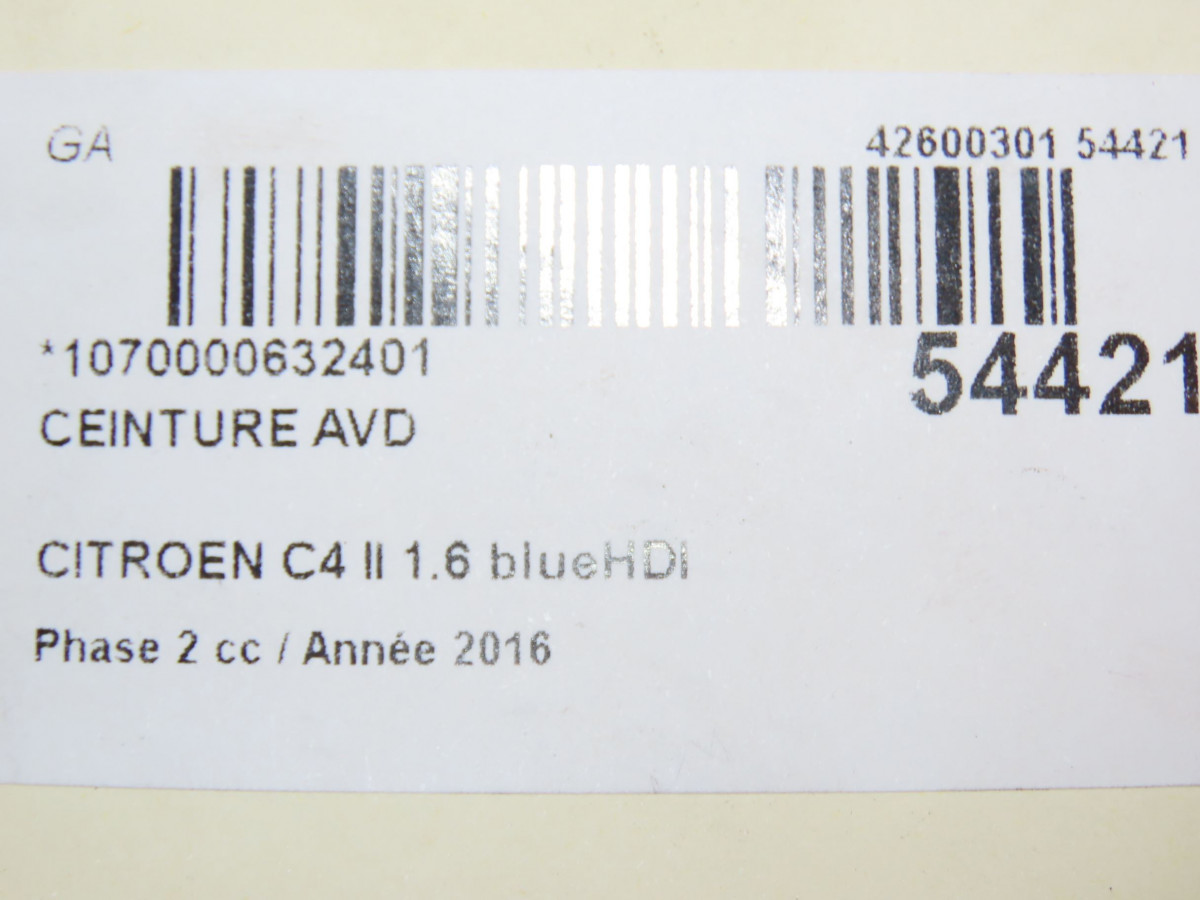 GA
42600301 54421
*1070000632401
54421
CEINTURE AVD
CITROEN C4 II 1.6 blueHDI
Phase 2 cc / Année 2016